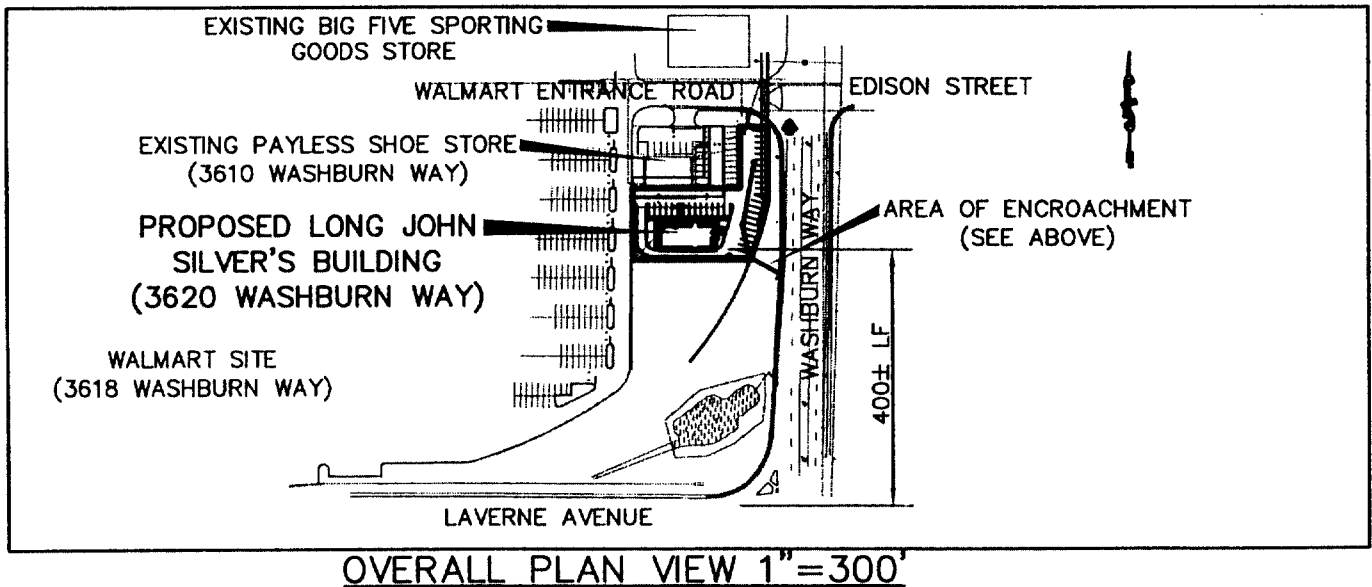 EXISTING BIG FIVE SPORTING
GOODS STORE
WALMART ENTRANCE ROAD
EDISON STREET
EXISTING PAYLESS SHOE STORE
(3610 WASHBURN WAY)
PROPOSED LONG JOHN
SILVER'S BUILDING
(3620 WASHBURN WAY)
AREA OF ENCROACHMENT
(SEE ABOVE)
WASHBURN WAY
400± LF
WALMART SITE
(3618 WASHBURN WAY)
LAVERNE AVENUE
OVERALL PLAN VIEW 1"=300'